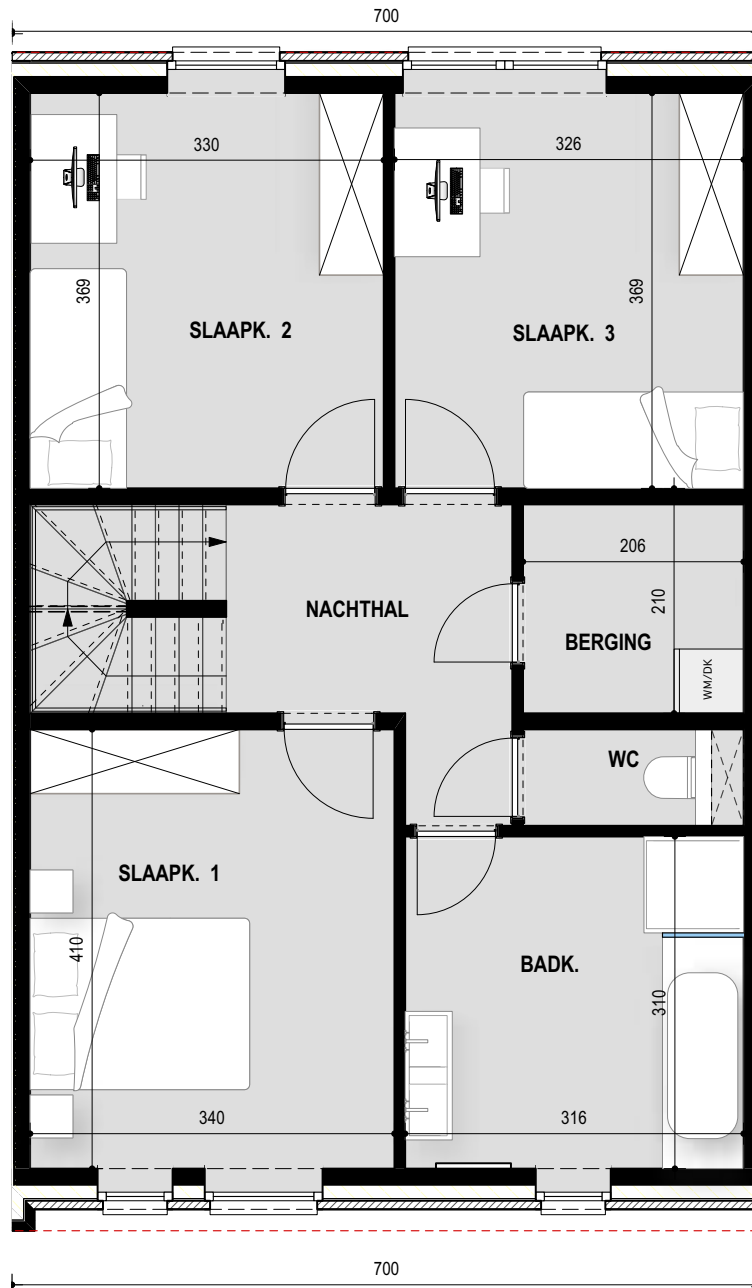 700
330
326
369
369
SLAAPK. 2
SLAAPK. 3
206
210
NACHTHAL
BERGING
WM/DK
WC
SLAAPK. 1
410
BADK.
310
340
316
700